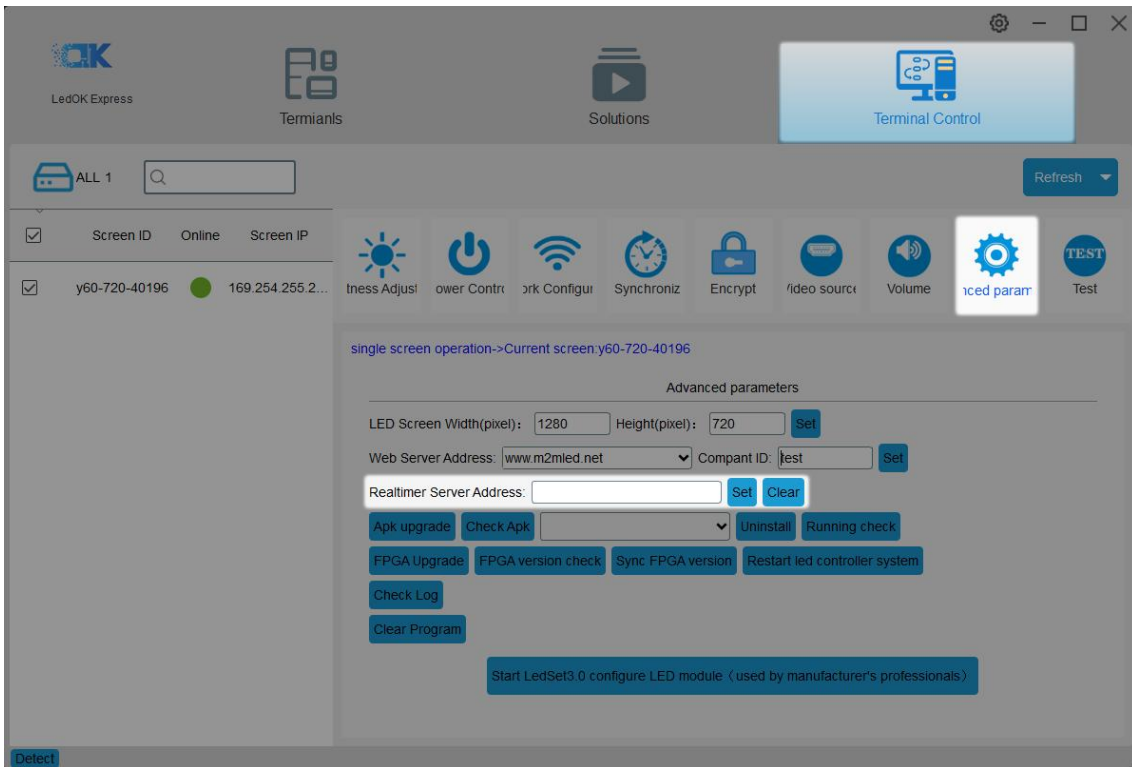 OK
LedOK Express
Termianls
Solutions
Terminal Control
ALL 1
Refresh
Screen ID Online Screen IP
y60-720-40196 169.254.255.2...
tness Adjust ower Contro ork Configur Synchroniz Encrypt video source Volume nced param TEST Test
single screen operation->Current screen:y60-720-40196
Advanced parameters
LED Screen Width(pixel): 1280 Height(pixel): 720 Set
Web Server Address: www.m2mled.net Compant ID: test Set
Realtimer Server Address: Set Clear
Apk upgrade Check Apk Uninstall Running check
FPGA Upgrade FPGA version check Sync FPGA version Restart led controller system
Check Log
Clear Program
Start LedSet3.0 configure LED module（used by manufacturer's professionals）
Detect